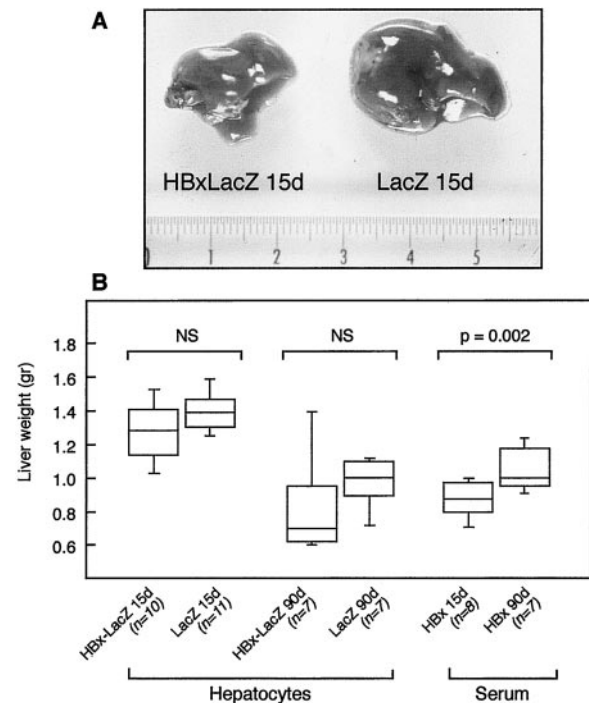 A
HBxLacZ 15d LacZ 15d
0 1 2 3 4 5
B
NS NS p = 0.002
Liver weight (gr)
1.8
1.6
1.4
1.2
1.0
0.8
0.6
HBx-LacZ 15d (n=10)
LacZ 15d (n=11)
HBx-LacZ 90d (n=7)
LacZ 90d (n=7)
HBx 15d (n=8)
HBx 90d (n=7)
Hepatocytes Serum